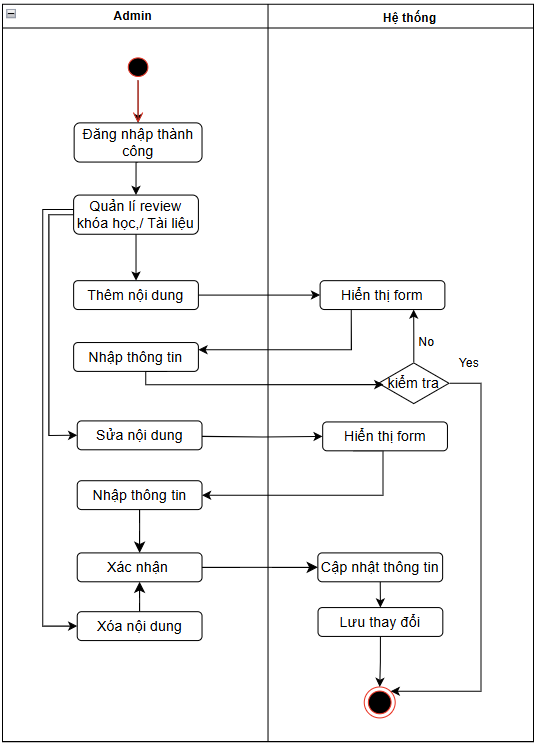 Admin
Hệ thống
Đăng nhập thành
công
Quản lí review
khóa học,/ Tài liệu
Thêm nội dung
Hiển thị form
Nhập thông tin
No
Yes
kiểm tra
Sửa nội dung
Hiển thị form
Nhập thông tin
Xác nhận
Cập nhật thông tin
Xóa nội dung
Lưu thay đổi